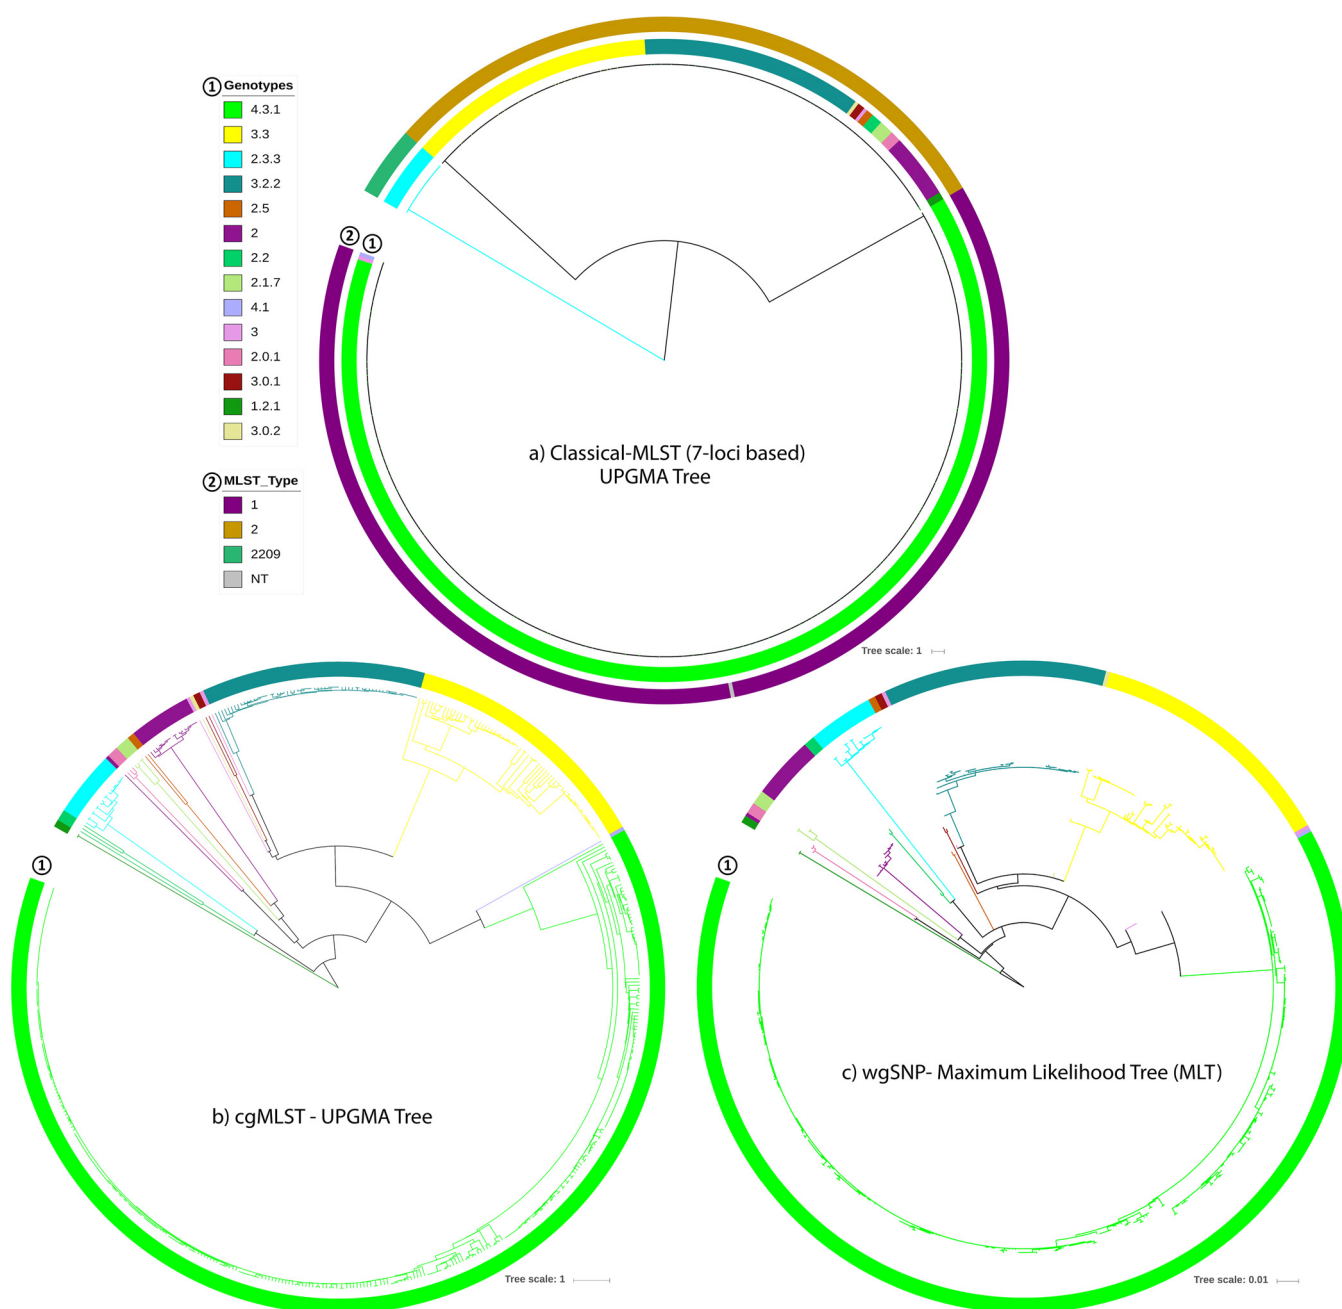 ① Genotypes
4.3.1
3.3
2.3.3
3.2.2
2.5
2
2.2
2.1.7
4.1
3
2.0.1
3.0.1
1.2.1
3.0.2
② MLST_Type
1
2
2209
NT
② ①
a) Classical-MLST (7-loci based)
UPGMA Tree
Tree scale: 1
①
b) cgMLST - UPGMA Tree
Tree scale: 1
①
c) wgSNP- Maximum Likelihood Tree (MLT)
Tree scale: 0.01